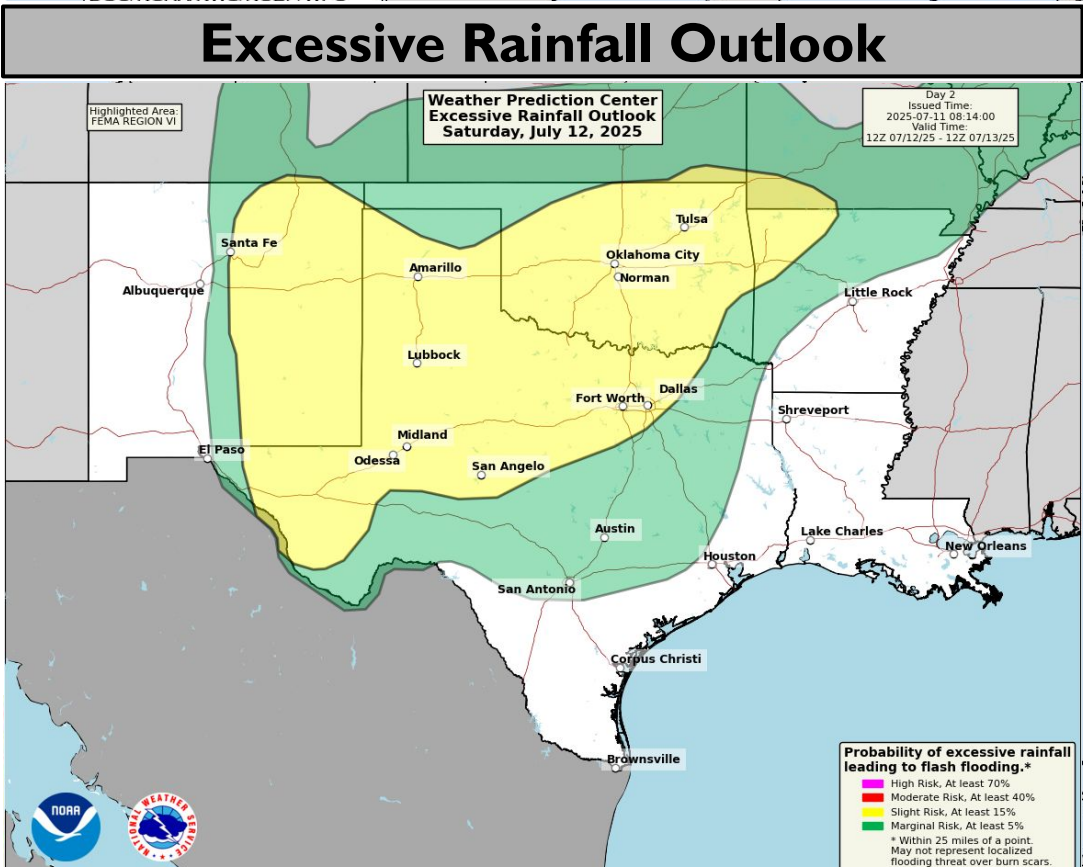 Excessive Rainfall Outlook
Highlighted Area:
FEMA REGION VI
Weather Prediction Center
Excessive Rainfall Outlook
Saturday, July 12, 2025
Day 2
Issued Time:
2025-07-11 08:14:00
Valid Time:
12Z 07/12/25 - 12Z 07/13/25
Tulsa
Santa Fe
Oklahoma City
Amarillo
Norman
Albuquerque
Little Rock
Lubbock
Dallas
Fort Worth
Shreveport
Midland
El Paso
Odessa
San Angelo
Austin
Lake Charles
New Orleans
Houston
San Antonio
Corpus Christi
Brownsville
Probability of excessive rainfall
leading to flash flooding.*
High Risk, At least 70%
Moderate Risk, At least 40%
Slight Risk, At least 15%
Marginal Risk, At least 5%
* Within 25 miles of a point.
May not represent localized
flooding threat over burn scars.
NOAA
NATIONAL WEATHER SERVICE